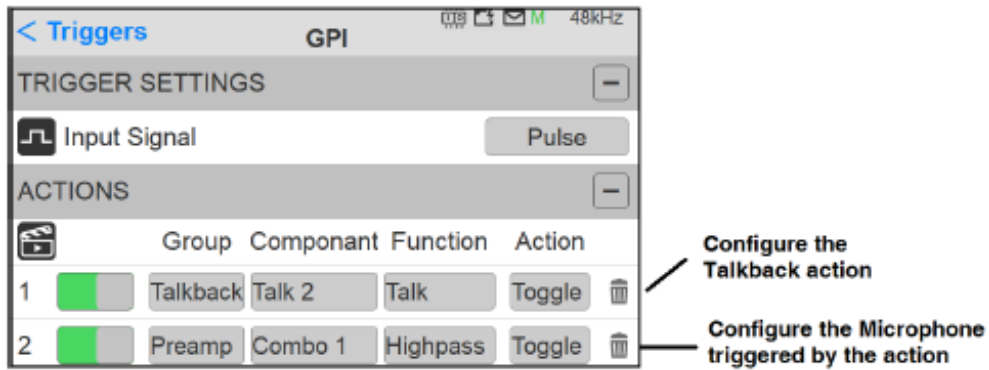 < Triggers GPI M 48kHz
TRIGGER SETTINGS −
Input Signal Pulse
ACTIONS −
Group Componant Function Action
1 Talkback Talk 2 Talk Toggle
2 Preamp Combo 1 Highpass Toggle
Configure the
Talkback action
Configure the Microphone
triggered by the action